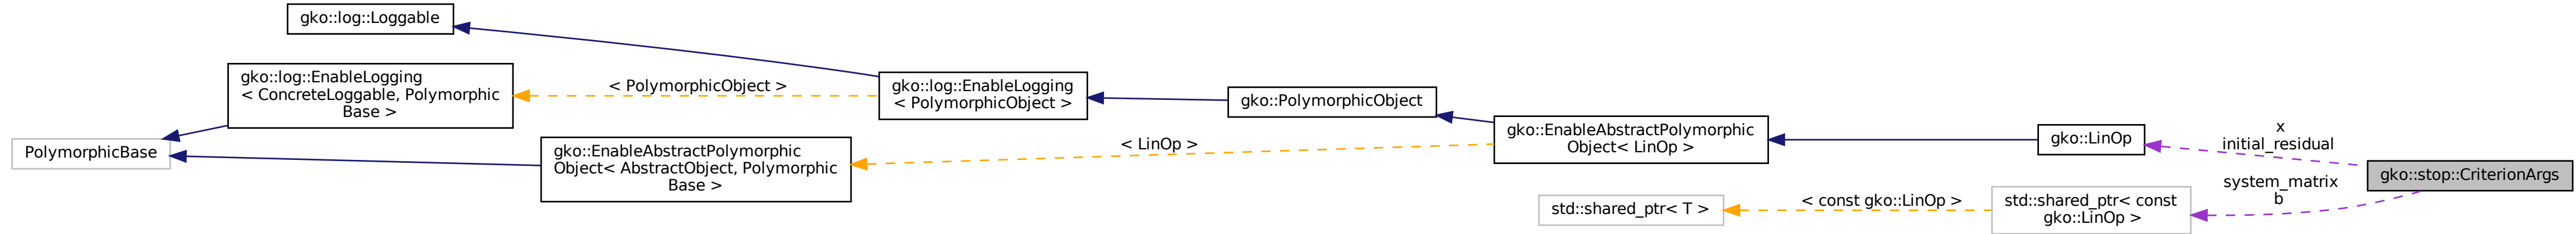 gko::log::Loggable
gko::log::EnableLogging
< ConcreteLoggable, Polymorphic
Base >
< PolymorphicObject >
gko::log::EnableLogging
< PolymorphicObject >
gko::PolymorphicObject
PolymorphicBase
gko::EnableAbstractPolymorphic
Object< AbstractObject, Polymorphic
Base >
< LinOp >
gko::EnableAbstractPolymorphic
Object< LinOp >
gko::LinOp
x
initial_residual
gko::stop::CriterionArgs
system_matrix
b
std::shared_ptr< T >
< const gko::LinOp >
std::shared_ptr< const
gko::LinOp >